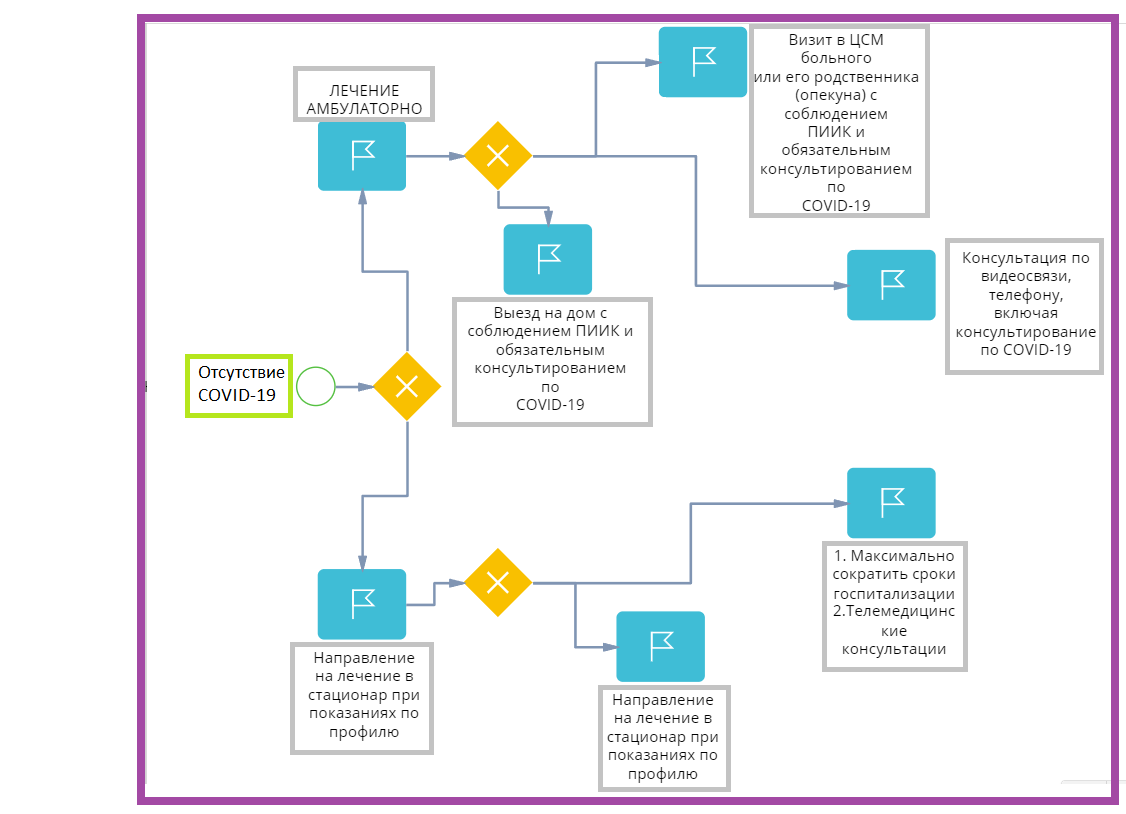 Визит в ЦСМ
больного
или его родственника
(опекуна) с
соблюдением
ПИИК и
обязательным
консультированием
по
COVID-19
ЛЕЧЕНИЕ
АМБУЛАТОРНО
Консультация по
видеосвязи,
телефону,
включая
консультирование
по COVID-19
Выезд на дом с
соблюдением ПИИК и
обязательным
консультированием
по
COVID-19
Отсутствие
COVID-19
1. Максимально
сократить сроки
госпитализации
2.Телемедицинс
кие
консультации
Направление
на лечение в
стационар при
показаниях по
профилю
Направление
на лечение в
стационар при
показаниях по
профилю